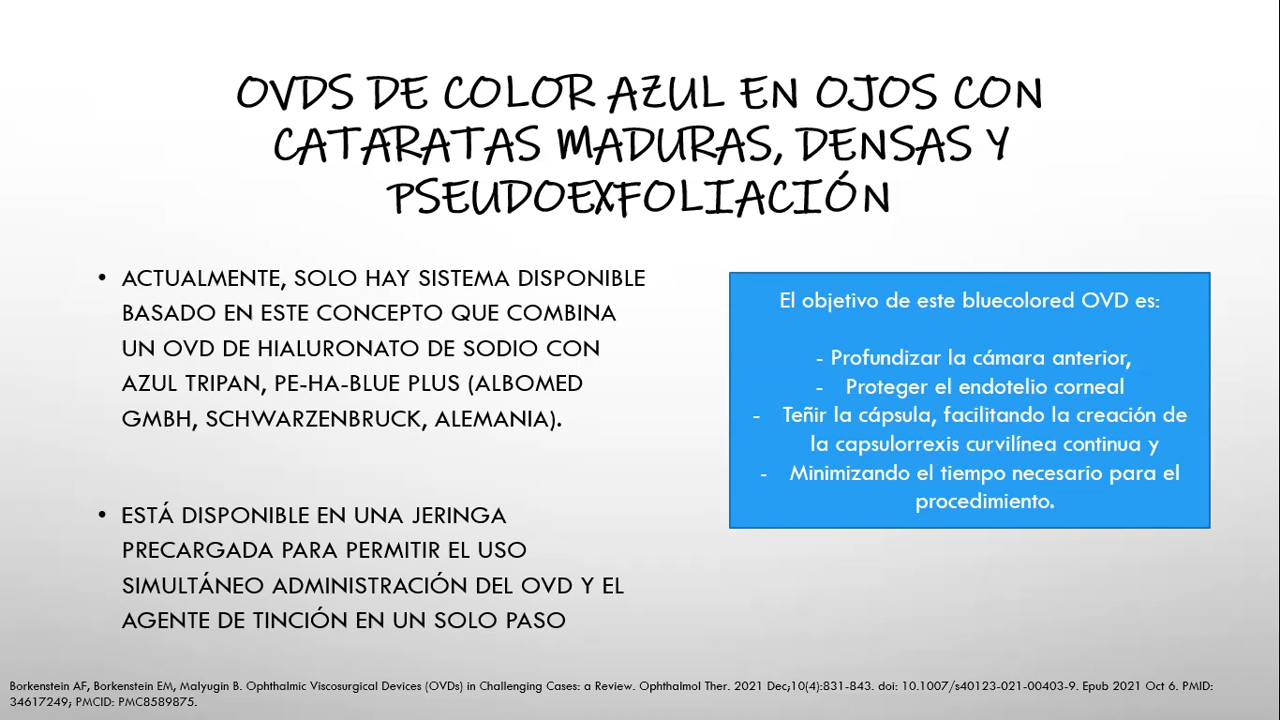 OVDS DE COLOR AZUL EN OJOS CON
CATARATAS MADURAS, DENSAS Y
PSEUDOEXFOLIACIÓN
• ACTUALMENTE, SOLO HAY SISTEMA DISPONIBLE
BASADO EN ESTE CONCEPTO QUE COMBINA
UN OVD DE HIALURONATO DE SODIO CON
AZUL TRIPAN, PE-HA-BLUE PLUS (ALBOMED
GMBH, SCHWARZENBRUCK, ALEMANIA).
• ESTÁ DISPONIBLE EN UNA JERINGA
PRECARGADA PARA PERMITIR EL USO
SIMULTÁNEO ADMINISTRACIÓN DEL OVD Y EL
AGENTE DE TINCIÓN EN UN SOLO PASO
El objetivo de este bluecolored OVD es:
- Profundizar la cámara anterior,
- Proteger el endotelio corneal
- Teñir la cápsula, facilitando la creación de
la capsulorrexis curvilínea continua y
- Minimizando el tiempo necesario para el
procedimiento.
Borkenstein AF, Borkenstein EM, Malyugin B. Ophthalmic Viscosurgical Devices (OVDs) in Challenging Cases: a Review. Ophthalmol Ther. 2021 Dec;10(4):831-843. doi: 10.1007/s40123-021-00403-9. Epub 2021 Oct 6. PMID:
34617249; PMCID: PMC8589875.